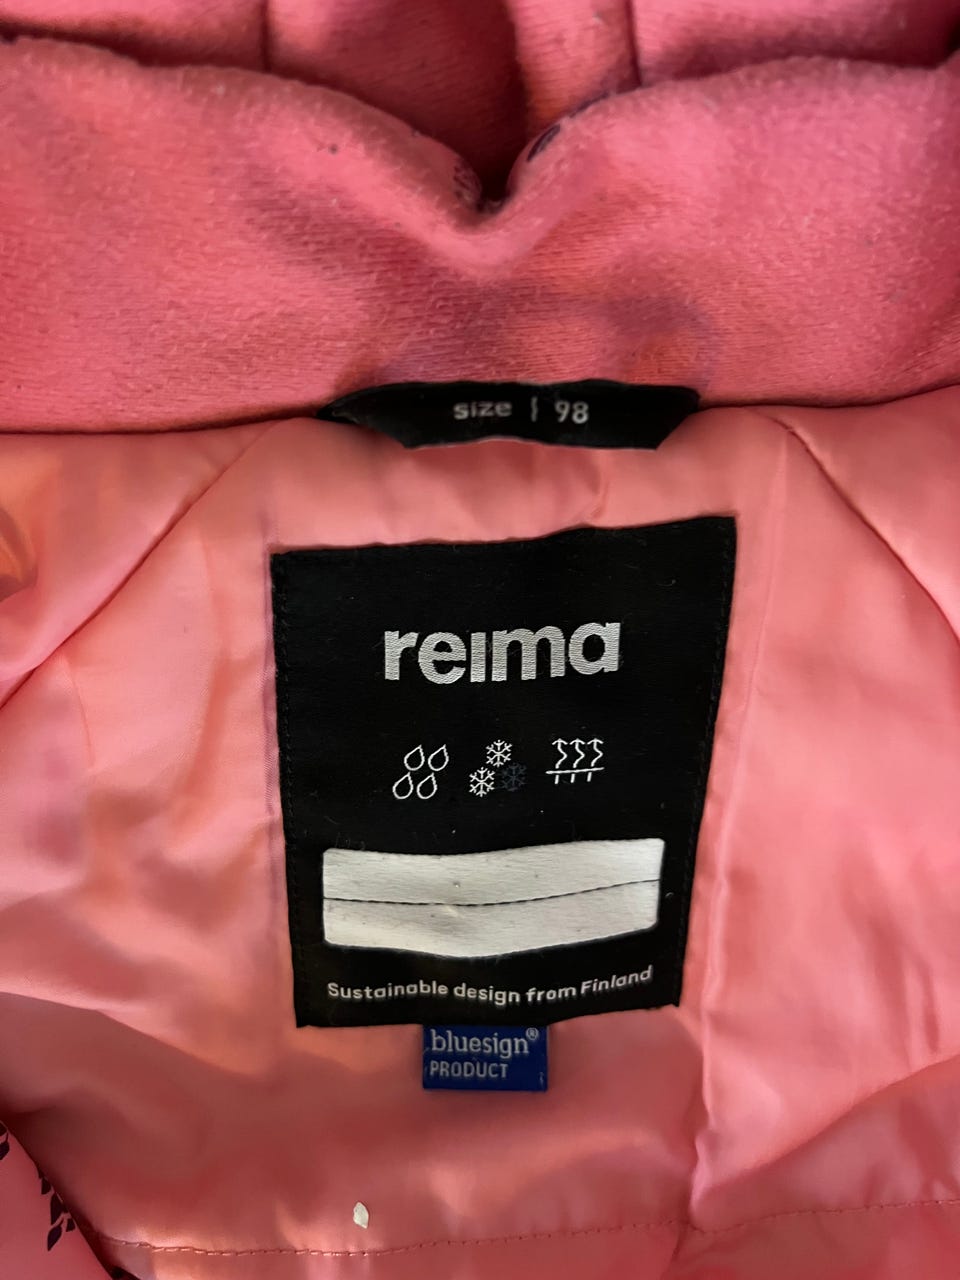 size | 98
reima
Sustainable design from Finland
bluesign®
PRODUCT